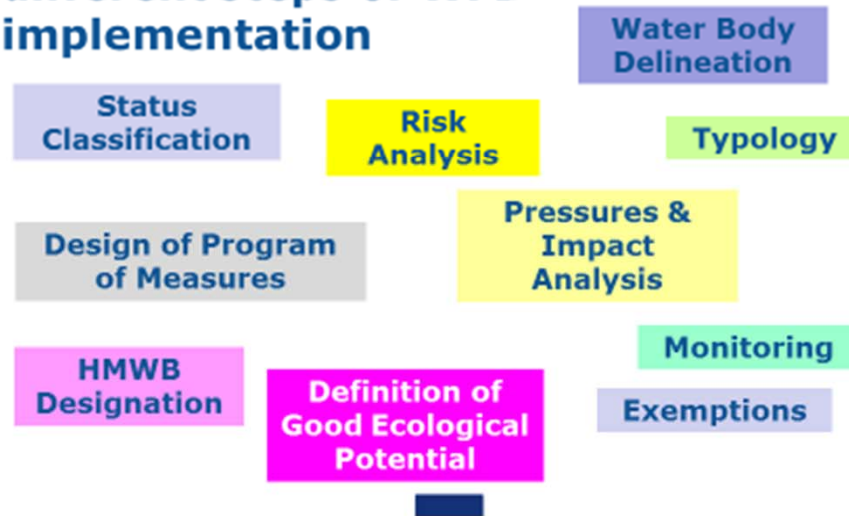 implementation
Water Body
Delineation
Status
Classification
Risk
Analysis
Typology
Pressures &
Impact
Analysis
Design of Program
of Measures
Monitoring
HMWB
Designation
Definition of
Good Ecological
Potential
Exemptions